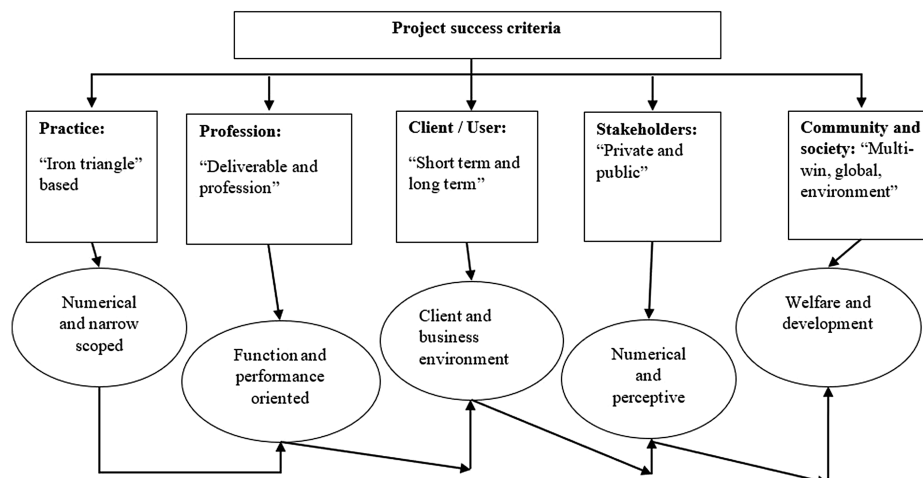 Project success criteria
Practice:
“Iron triangle”
based
Profession:
“Deliverable and
profession”
Client / User:
“Short term and
long term”
Stakeholders:
“Private and
public”
Community and
society: “Multi-
win, global,
environment”
Numerical
and narrow
scoped
Function and
performance
oriented
Client and
business
environment
Numerical
and
perceptive
Welfare and
development